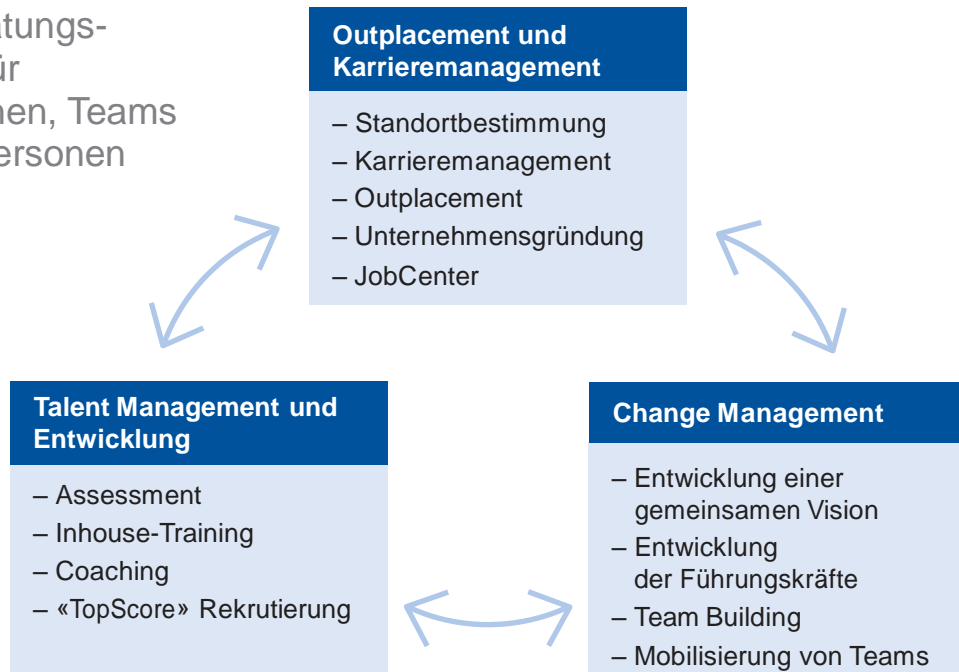 Teams
Outplacement und
Karrieremanagement
– Standortbestimmung
– Karrieremanagement
– Outplacement
– Unternehmensgründung
– JobCenter
Talent Management und
Entwicklung
– Assessment
– Inhouse-Training
– Coaching
– «TopScore» Rekrutierung
Change Management
– Entwicklung einer
gemeinsamen Vision
– Entwicklung
der Führungskräfte
– Team Building
– Mobilisierung von Teams